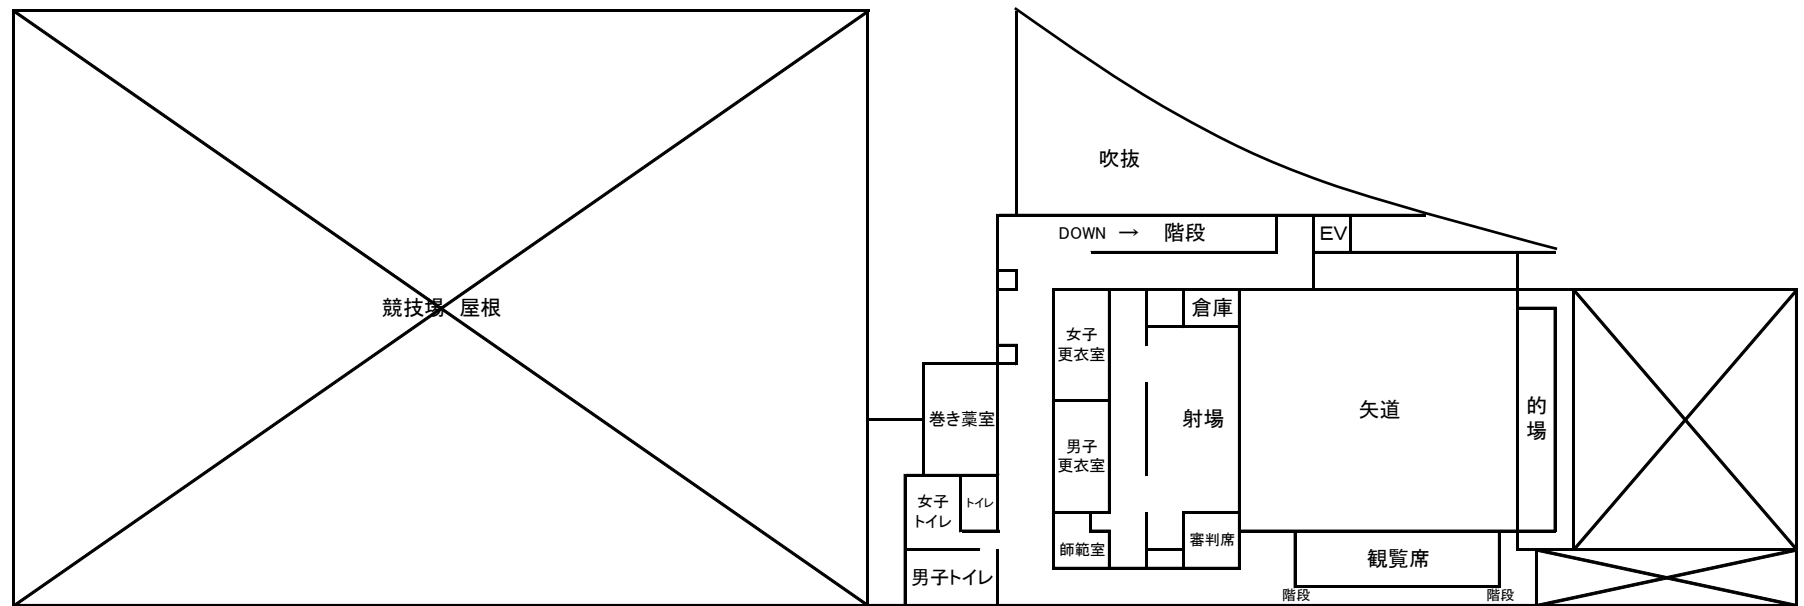 吹抜
DOWN → 階段
EV
競技場 屋根
倉庫
女子
更衣室
巻き藁室
射場
矢道
的
場
男子
更衣室
女子
トイレ
トイレ
師範室
審判席
観覧席
男子トイレ
階段
階段